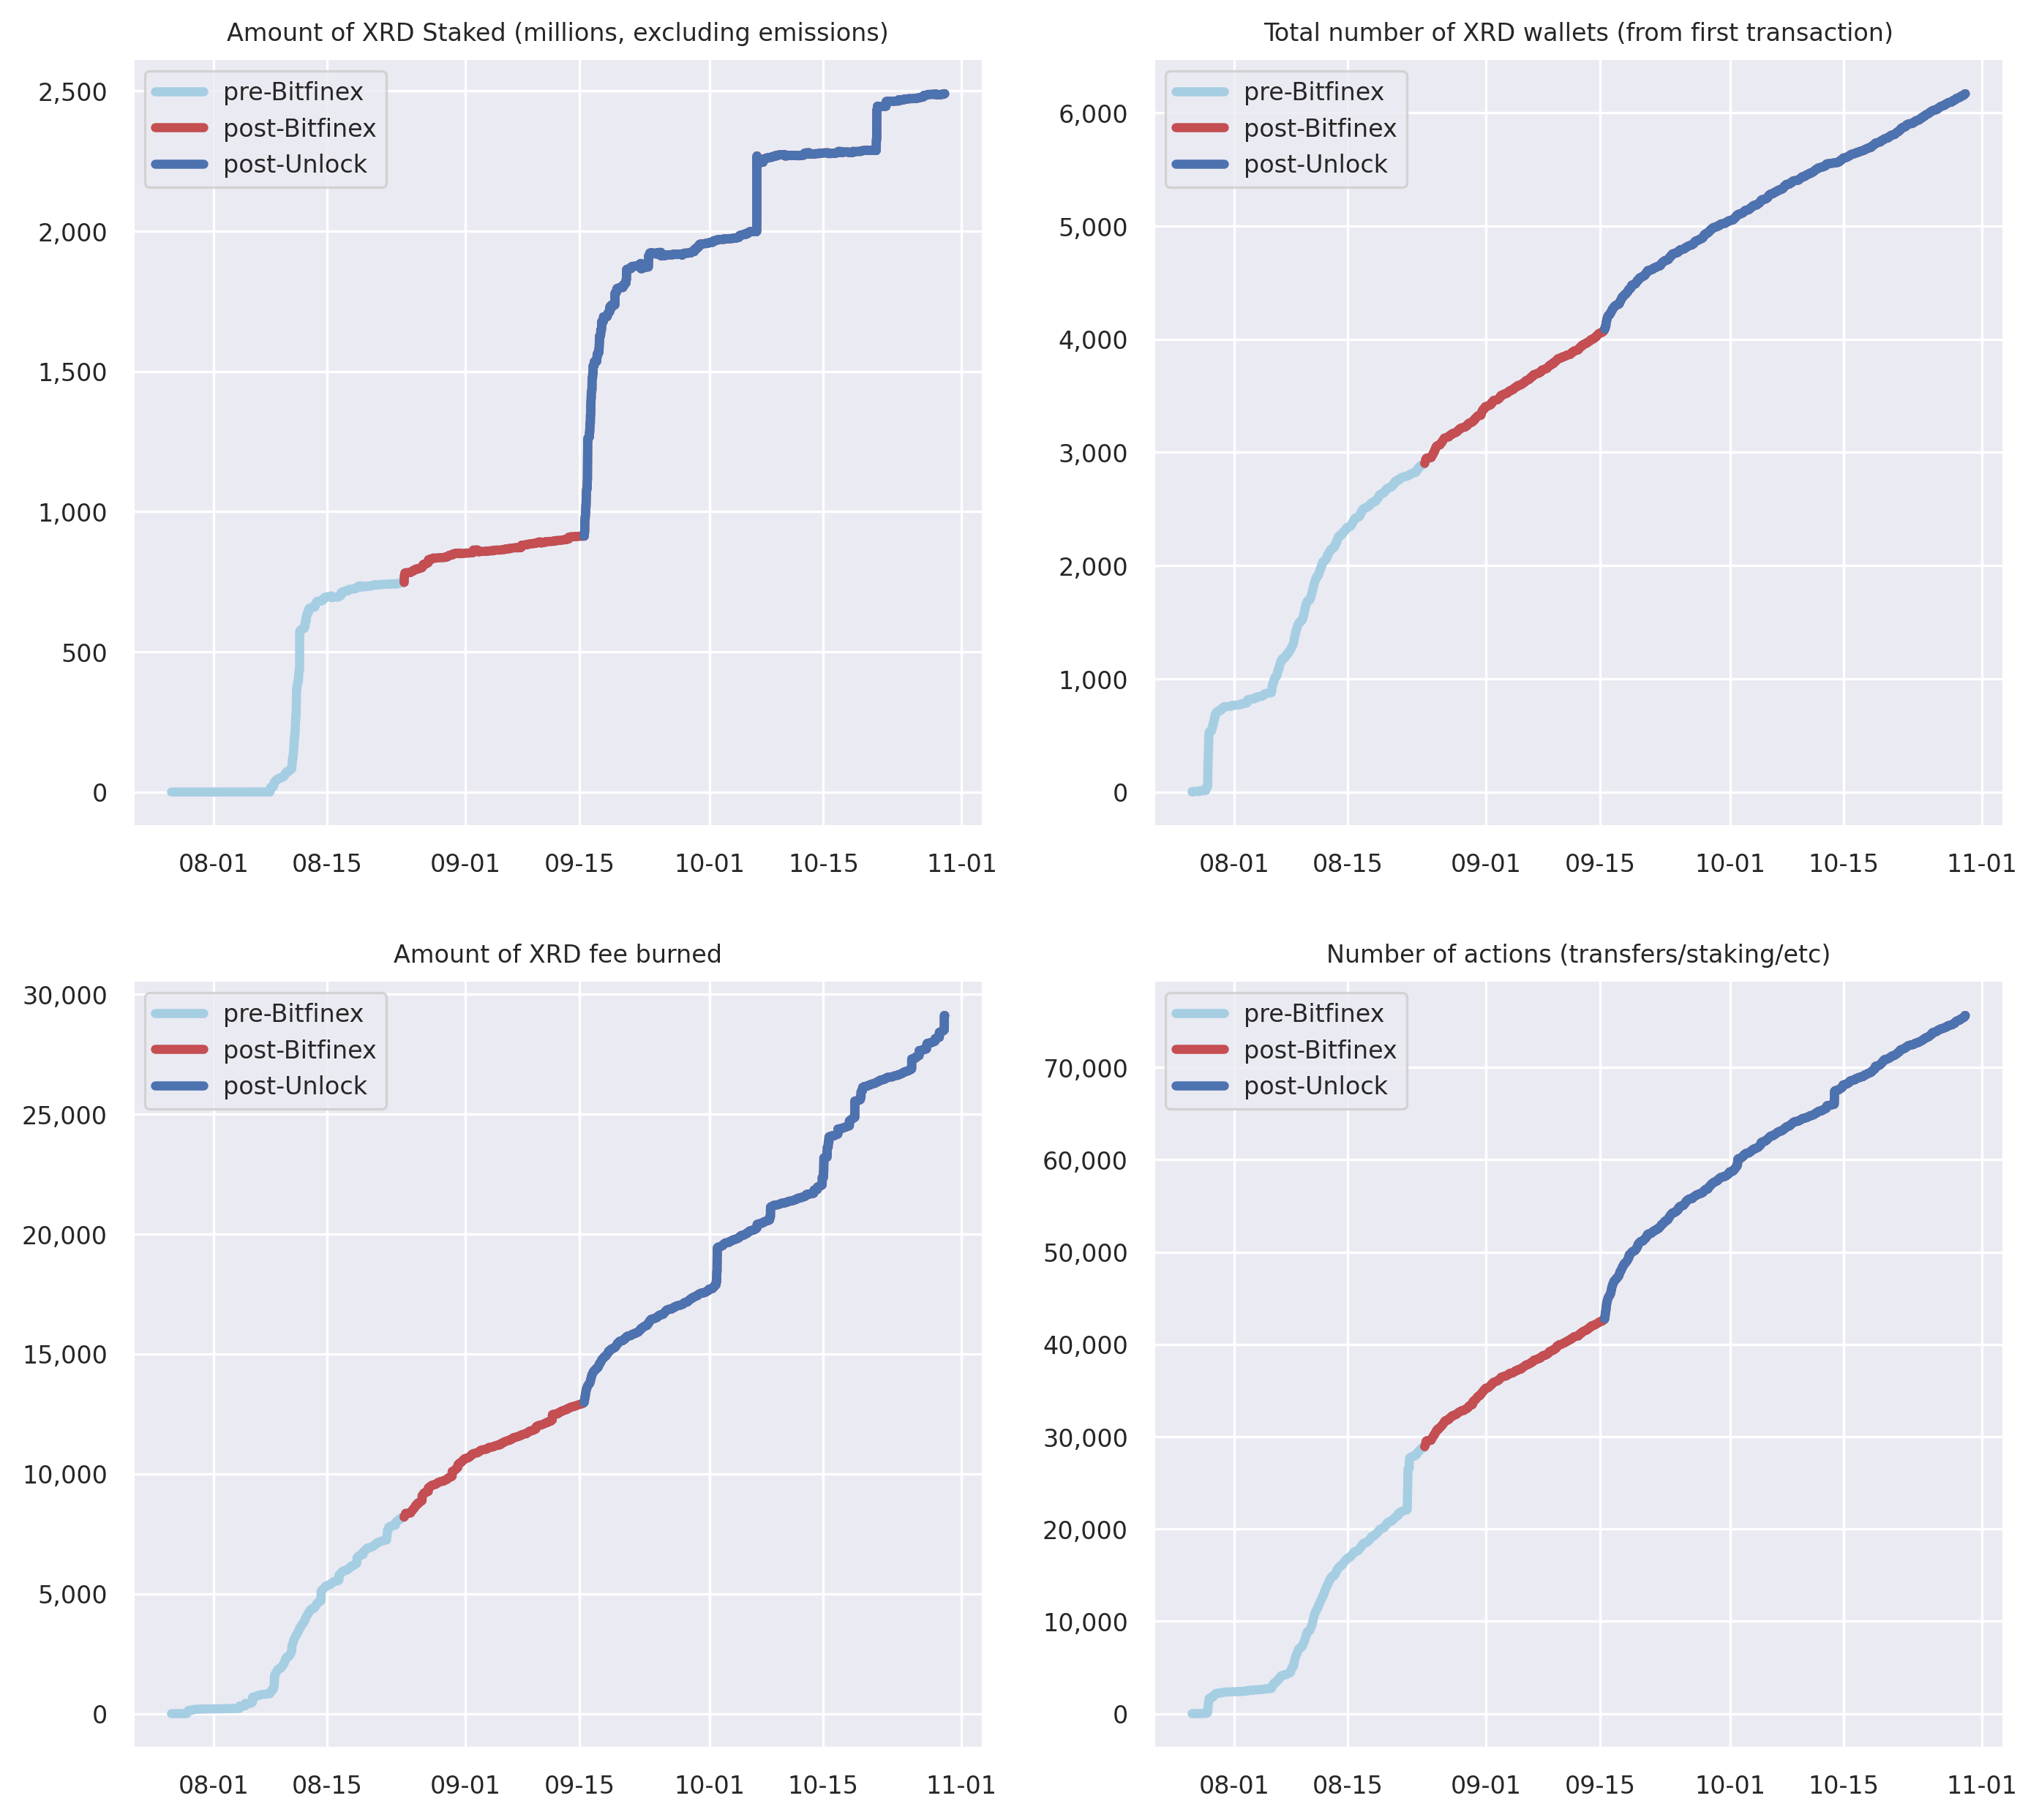 Amount of XRD Staked (millions, excluding emissions)
pre-Bitfinex
post-Bitfinex
post-Unlock
2,500
2,000
1,500
1,000
500
0
08-01 08-15 09-01 09-15 10-01 10-15 11-01
Total number of XRD wallets (from first transaction)
pre-Bitfinex
post-Bitfinex
post-Unlock
6,000
5,000
4,000
3,000
2,000
1,000
0
08-01 08-15 09-01 09-15 10-01 10-15 11-01
Amount of XRD fee burned
pre-Bitfinex
post-Bitfinex
post-Unlock
30,000
25,000
20,000
15,000
10,000
5,000
0
08-01 08-15 09-01 09-15 10-01 10-15 11-01
Number of actions (transfers/staking/etc)
pre-Bitfinex
post-Bitfinex
post-Unlock
70,000
60,000
50,000
40,000
30,000
20,000
10,000
0
08-01 08-15 09-01 09-15 10-01 10-15 11-01